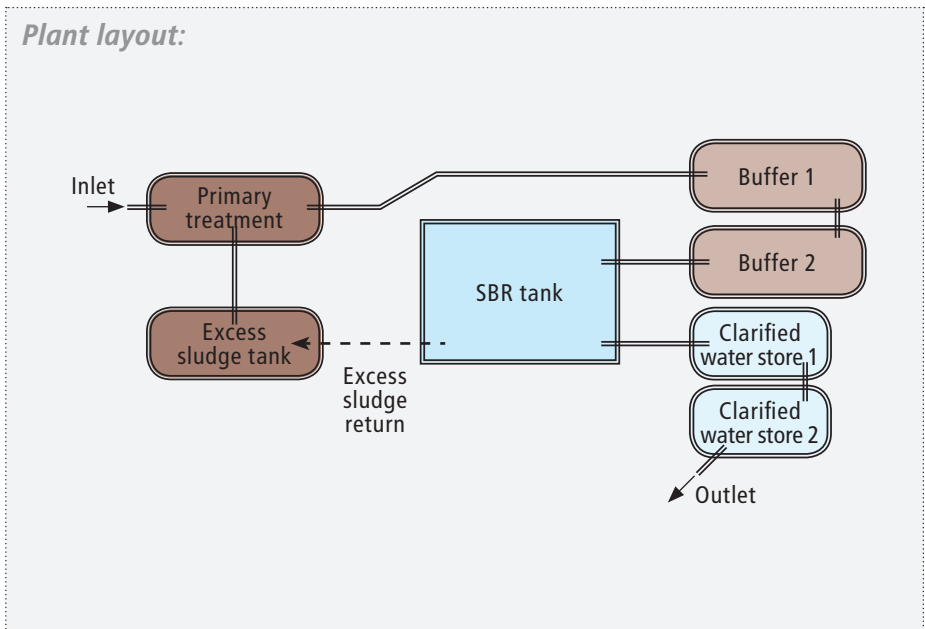 Plant layout:
Inlet
Primary
treatment
Buffer 1
Buffer 2
SBR tank
Excess
sludge tank
Excess
sludge
return
Clarified
water store 1
Clarified
water store 2
Outlet